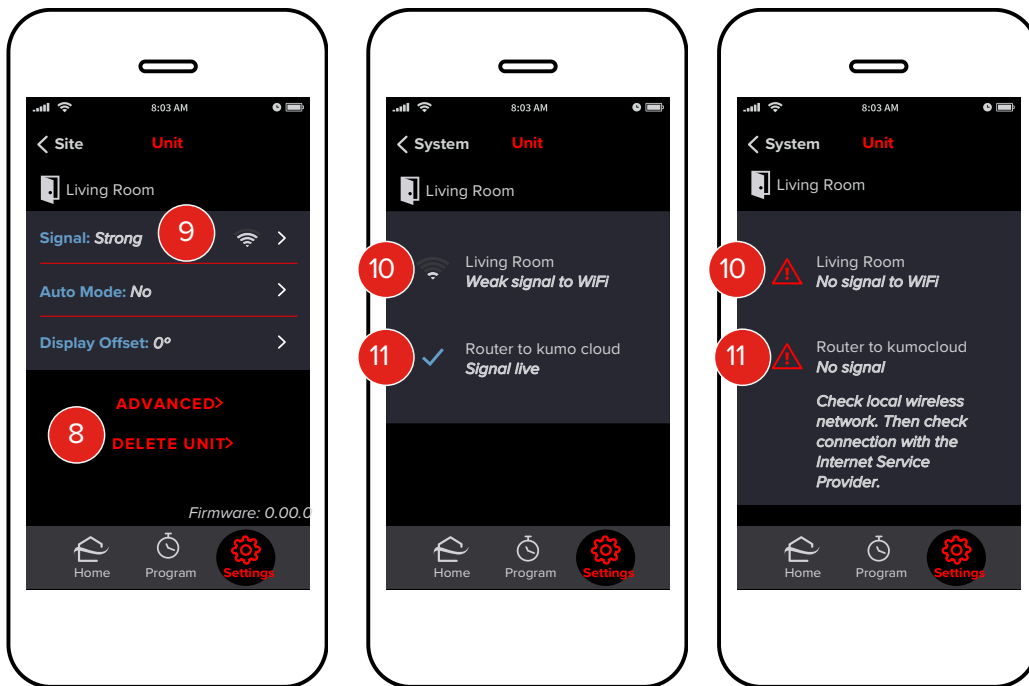 8:03 AM
Site
Unit
Living Room
Signal: Strong
9
Auto Mode: No
Display Offset: 0°
ADVANCED>
8
DELETE UNIT>
Firmware: 0.00.0
Home
Program
Settings
8:03 AM
System
Unit
Living Room
10
Living Room
Weak signal to WiFi
11
Router to kumo cloud
Signal live
Home
Program
Settings
8:03 AM
System
Unit
Living Room
10
Living Room
No signal to WiFi
11
Router to kumocloud
No signal
Check local wireless
network. Then check
connection with the
Internet Service
Provider.
Home
Program
Settings